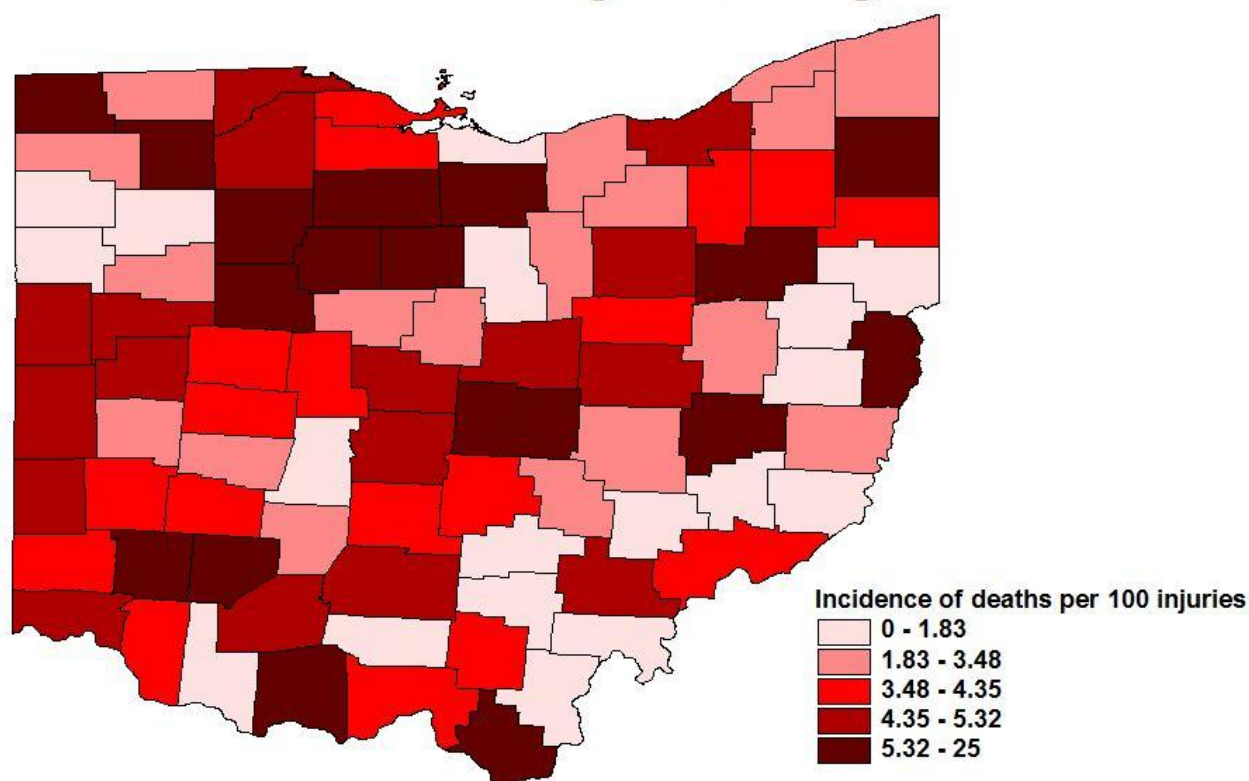 Incidence of deaths per 100 injuries
0 - 1.83
1.83 - 3.48
3.48 - 4.35
4.35 - 5.32
5.32 - 25